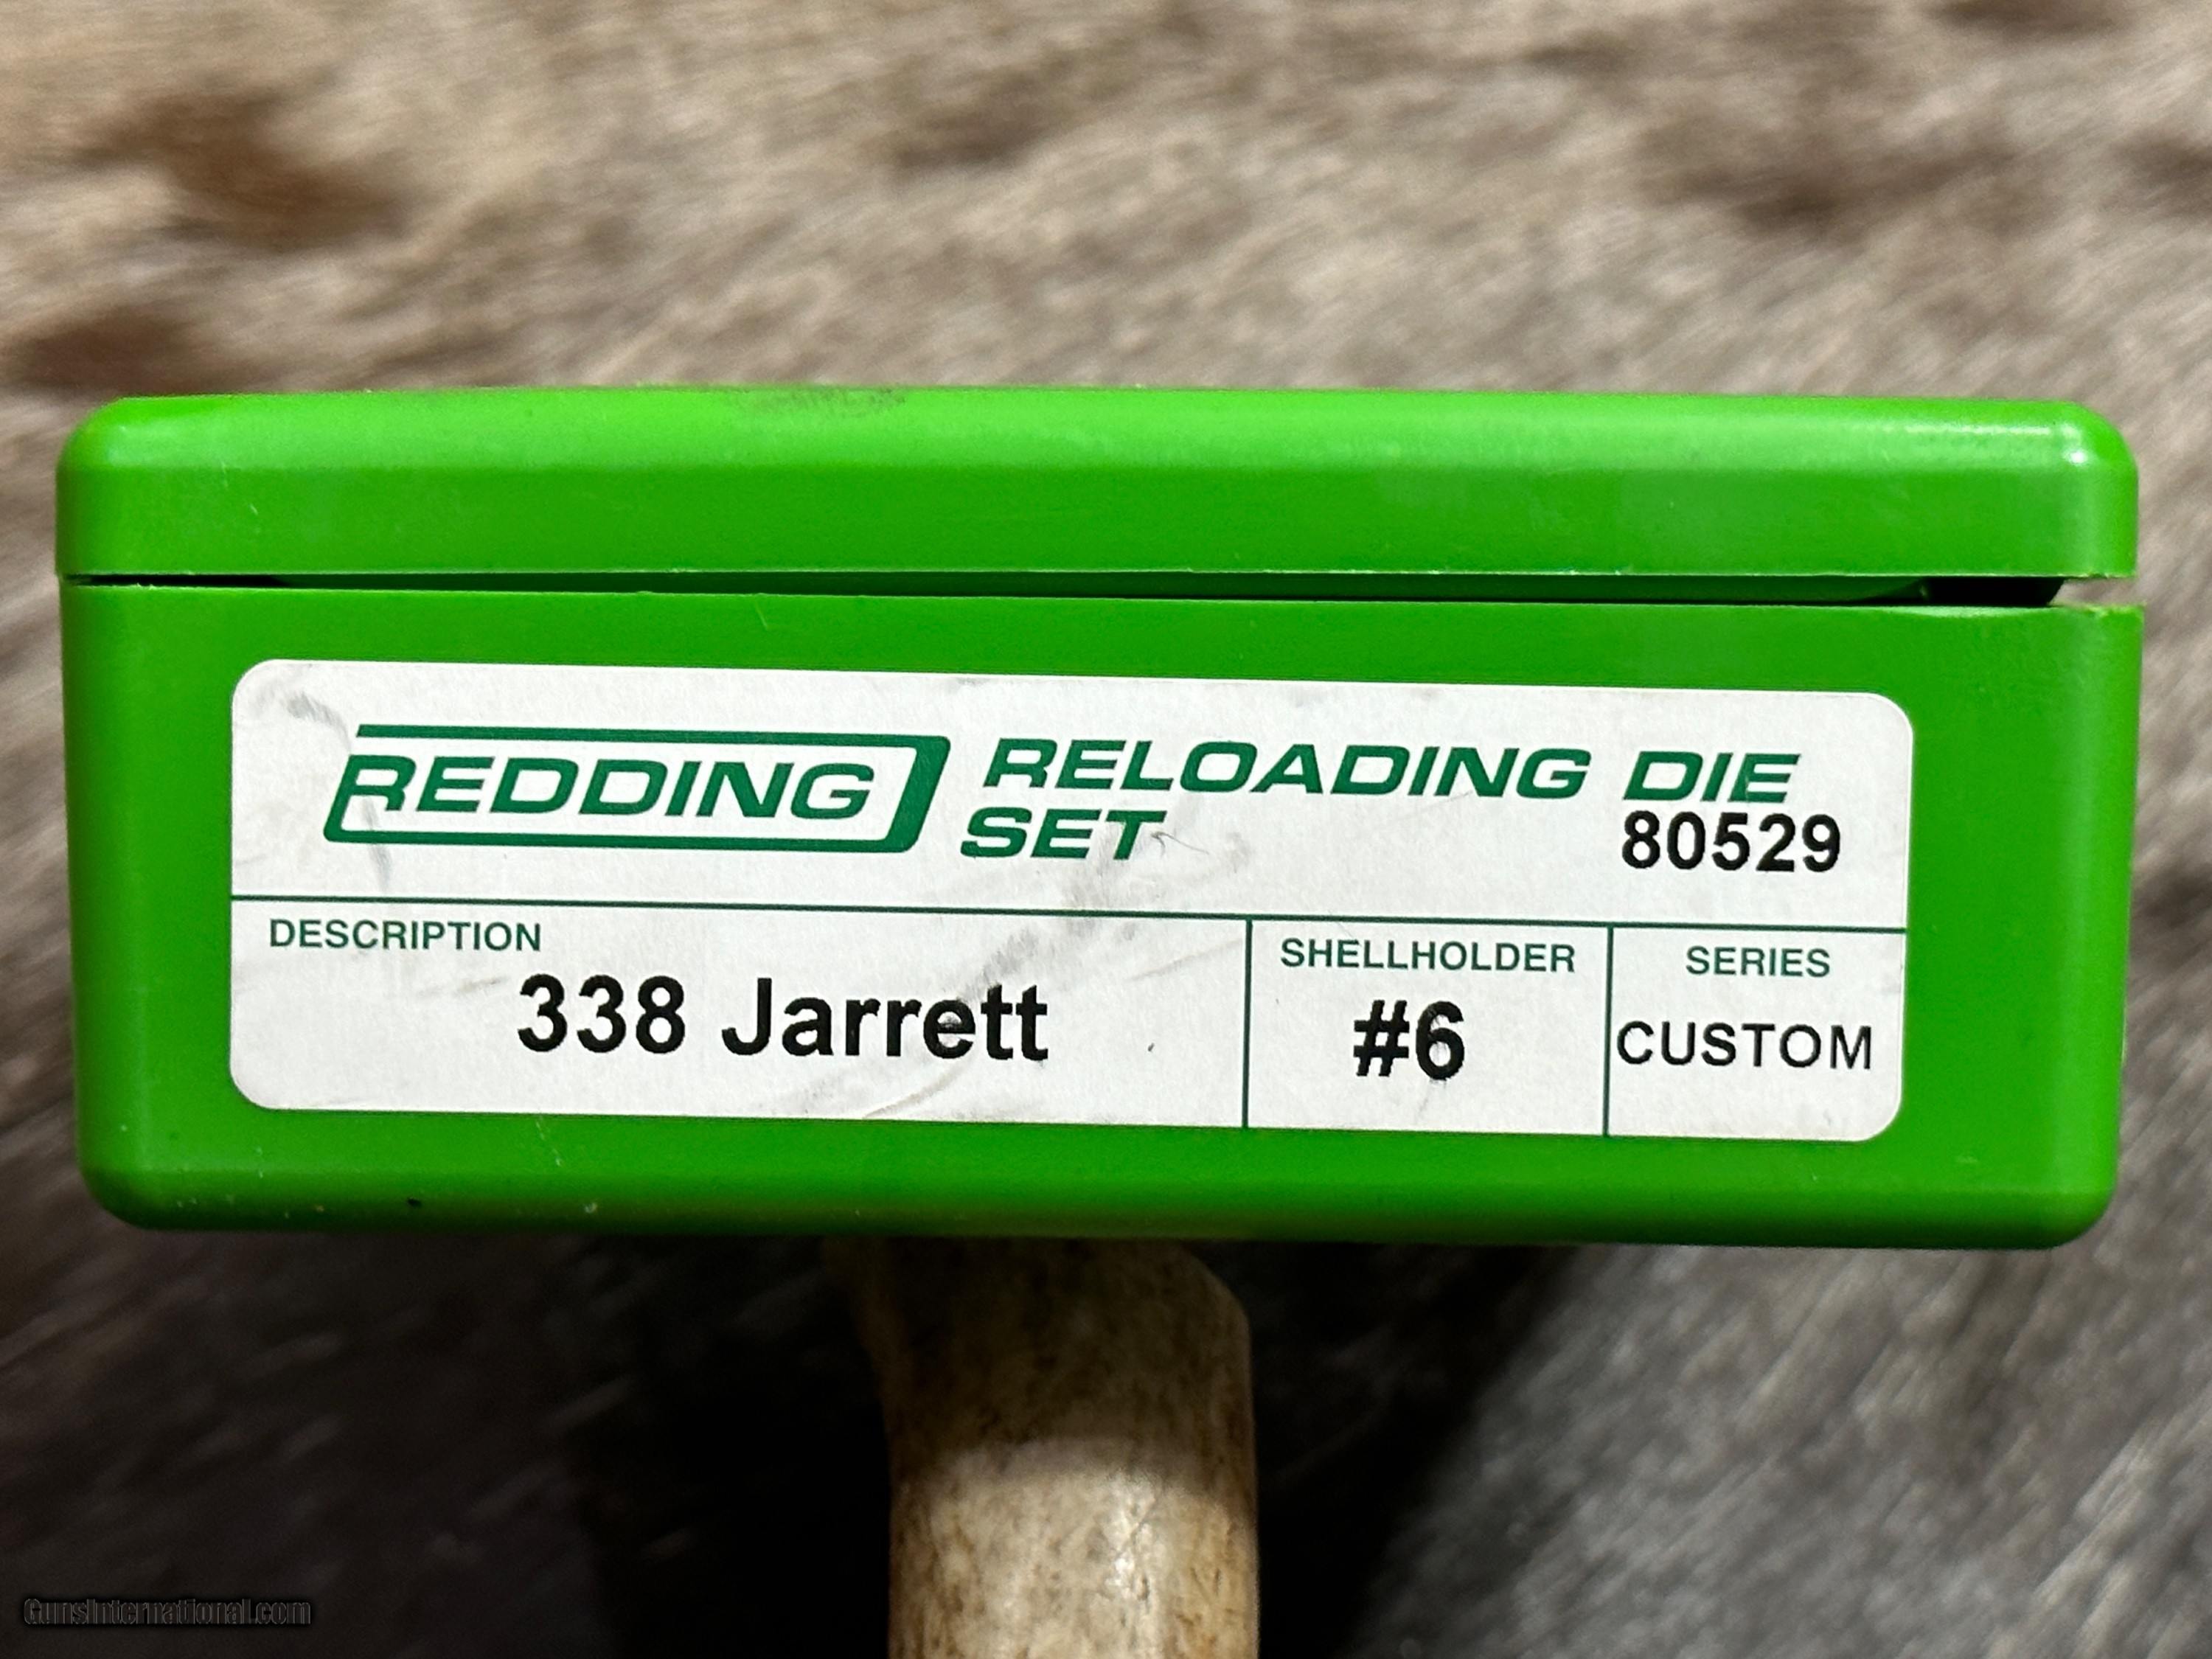 REDDING RELOADING DIE
SET
80529
DESCRIPTION
338 Jarrett
SHELLHOLDER
#6
SERIES
CUSTOM
GunsInternational.com